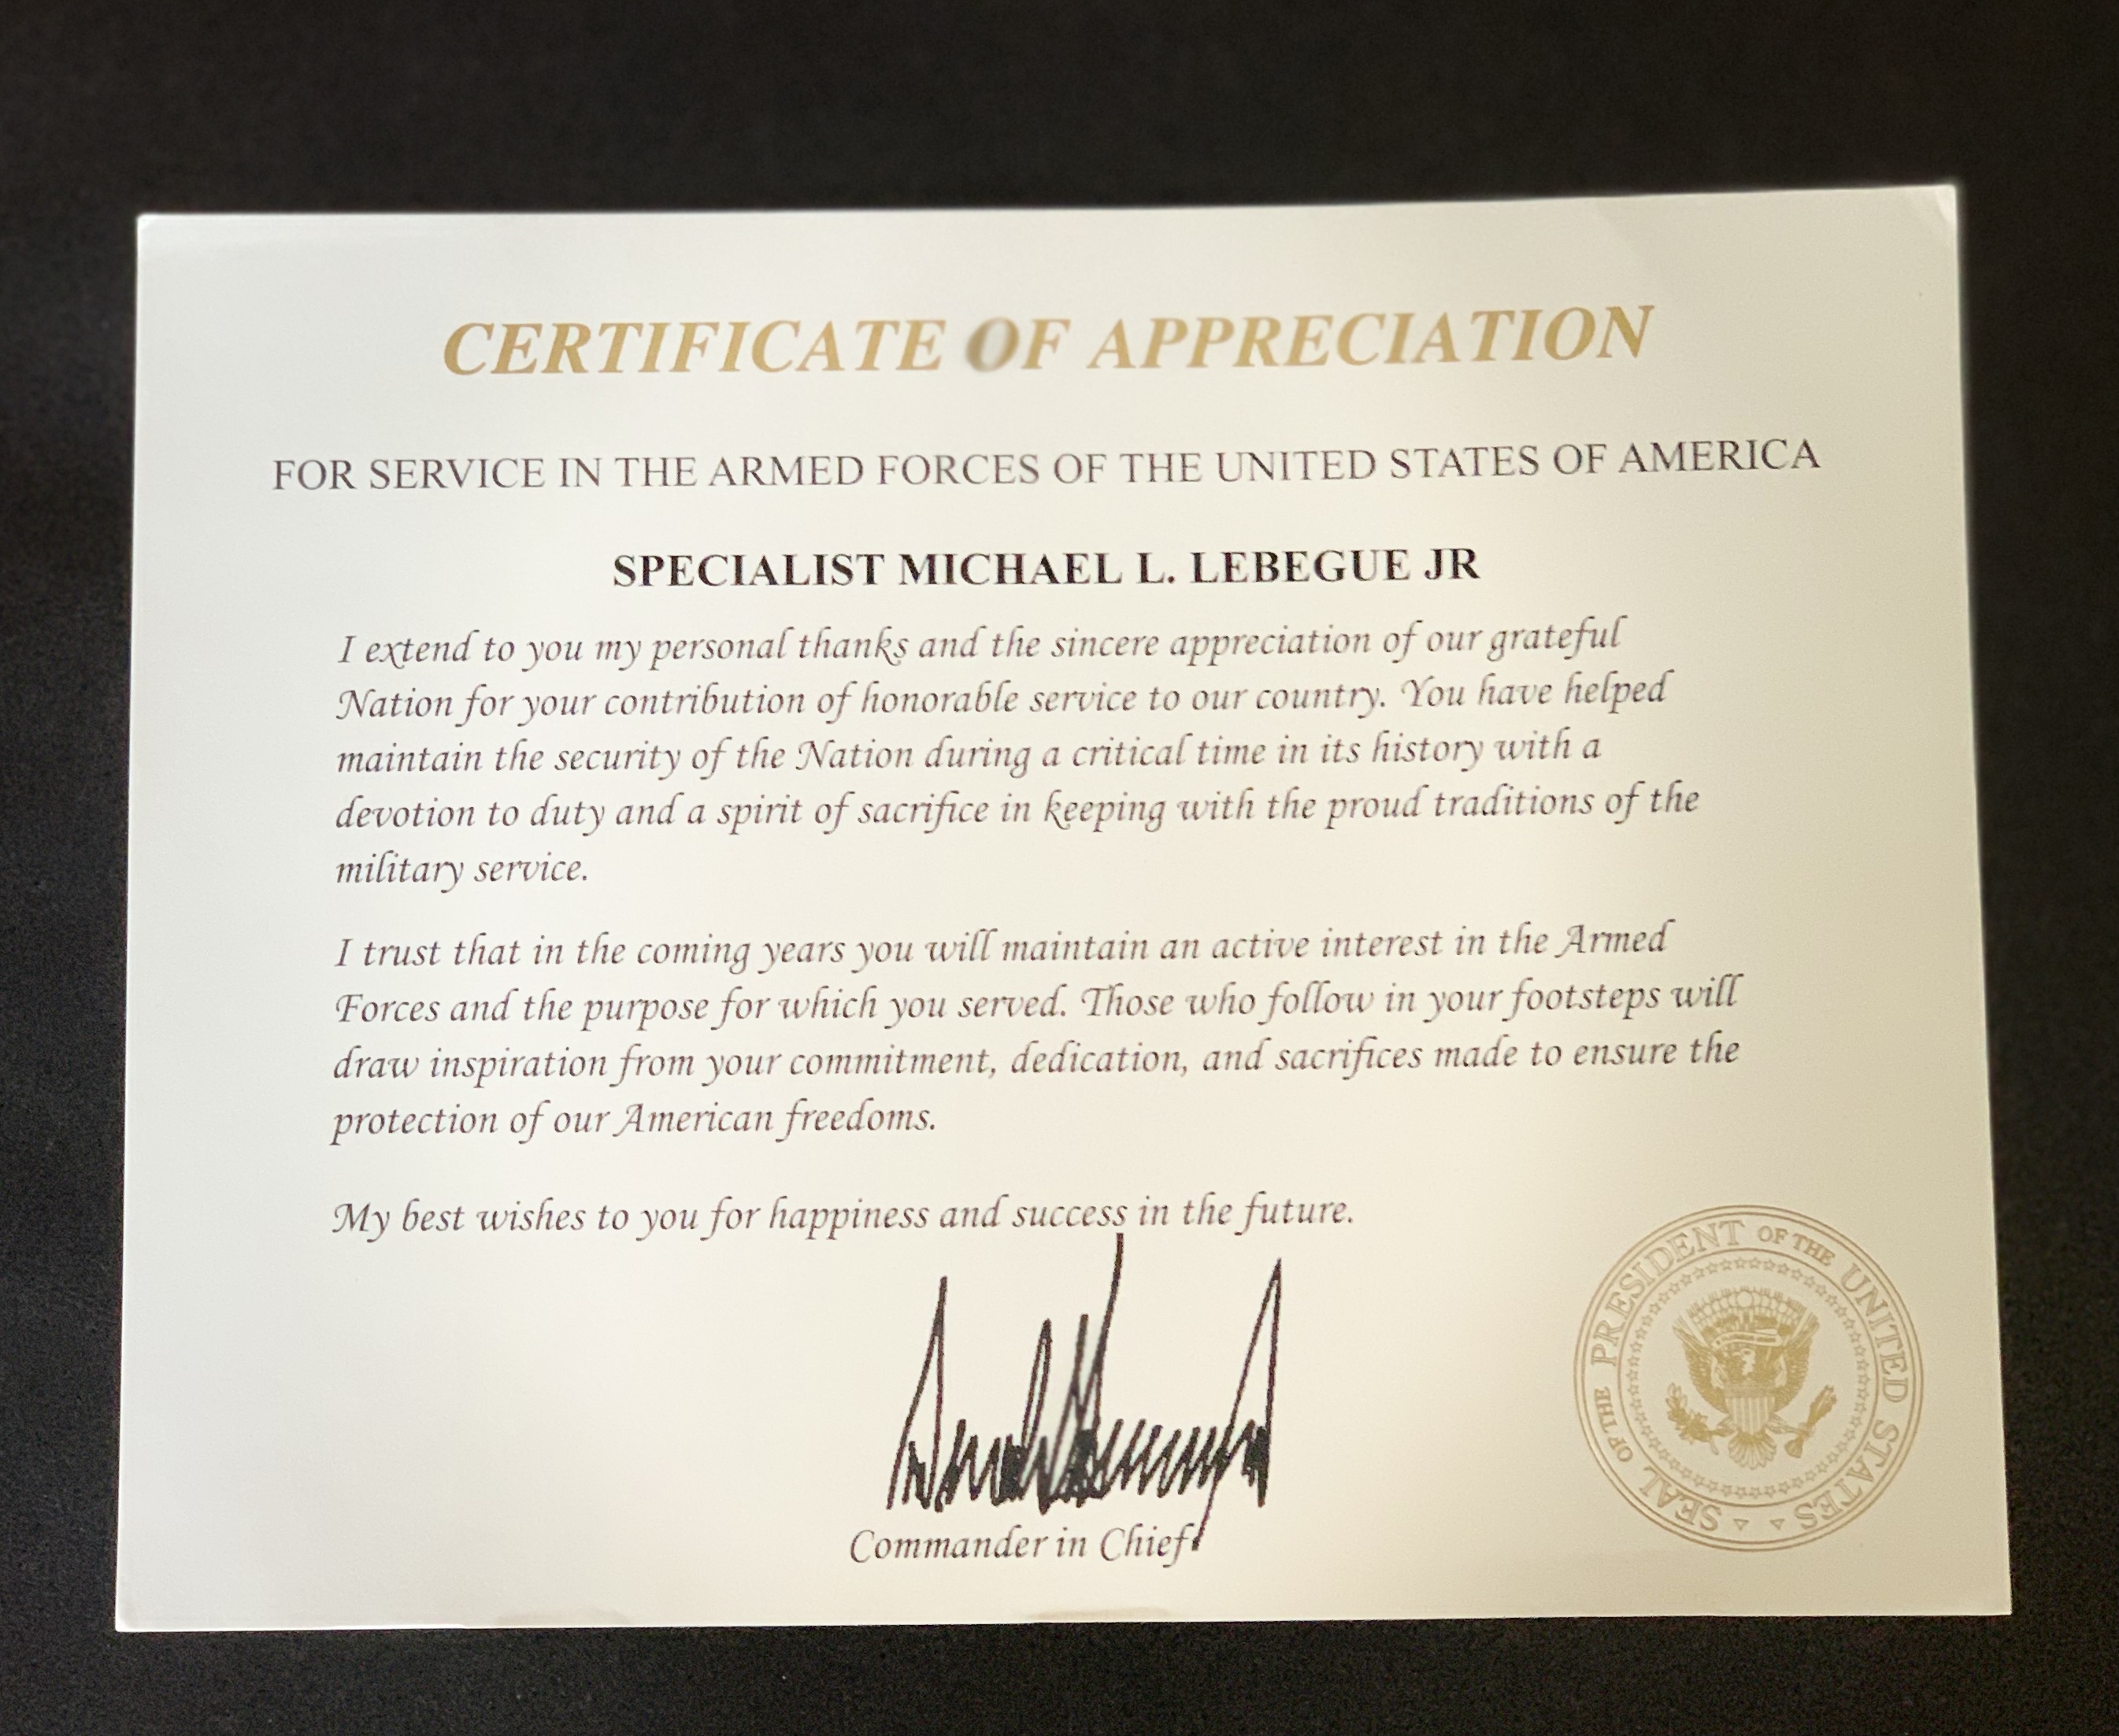 CERTIFICATE OF APPRECIATION
FOR SERVICE IN THE ARMED FORCES OF THE UNITED STATES OF AMERICA
SPECIALIST MICHAEL L. LEBEGUE JR
I extend to you my personal thanks and the sincere appreciation of our grateful
Nation for your contribution of honorable service to our country. You have helped
maintain the security of the Nation during a critical time in its history with a
devotion to duty and a spirit of sacrifice in keeping with the proud traditions of the
military service.
I trust that in the coming years you will maintain an active interest in the Armed
Forces and the purpose for which you served. Those who follow in your footsteps will
draw inspiration from your commitment, dedication, and sacrifices made to ensure the
protection of our American freedoms.
My best wishes to you for happiness and success in the future.
Commander in Chief
SEAL OF THE PRESIDENT OF THE UNITED STATES